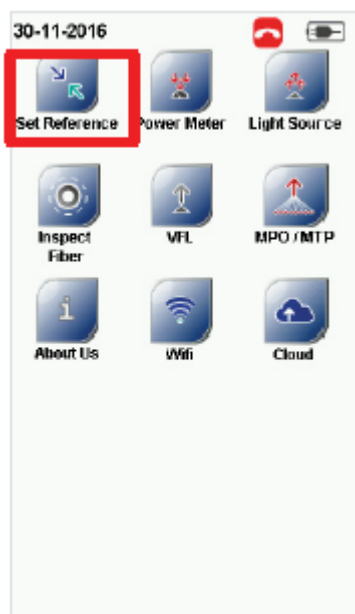 30-11-2016
Set Reference Power Meter Light Source
Inspect VFL MPO / MTP
Fiber
About Us Wifi Cloud